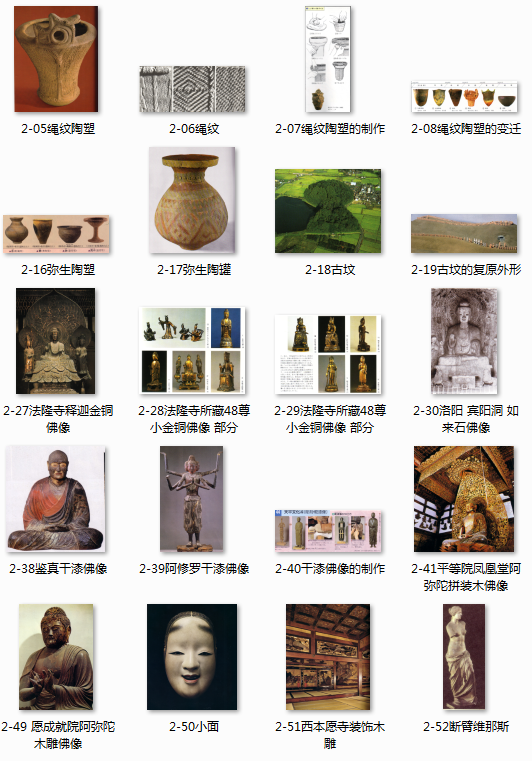 2-05绳纹陶塑
2-06绳纹
2-07绳纹陶塑的制作
2-08绳纹陶塑的变迁
2-16弥生陶塑
2-17弥生陶罐
2-18古坟
2-19古坟的复原外形
2-27法隆寺释迦金铜
佛像
2-28法隆寺所藏48尊
小金铜佛像 部分
2-29法隆寺所藏48尊
小金铜佛像 部分
2-30洛阳 宾阳洞 如
来石佛像
2-38鉴真干漆佛像
2-39阿修罗干漆佛像
2-40干漆佛像的制作
2-41平等院凤凰堂阿
弥陀拼装木佛像
2-49 愿成就院阿弥陀
木雕佛像
2-50小面
2-51西本愿寺装饰木
雕
2-52断臂维那斯